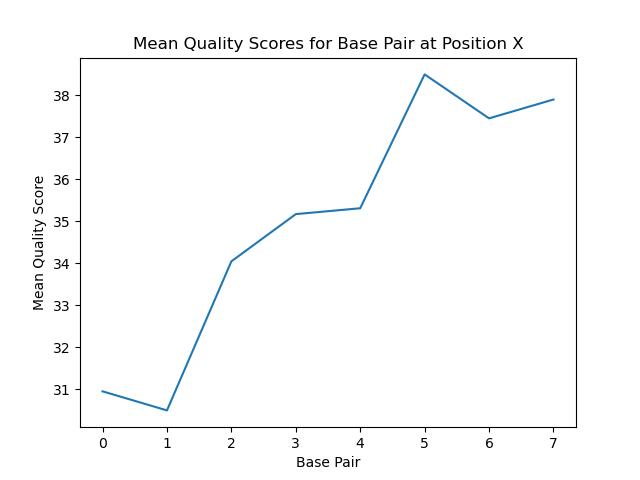 Mean Quality Scores for Base Pair at Position X
38
37
36
35
34
33
32
31
Mean Quality Score
0 1 2 3 4 5 6 7
Base Pair